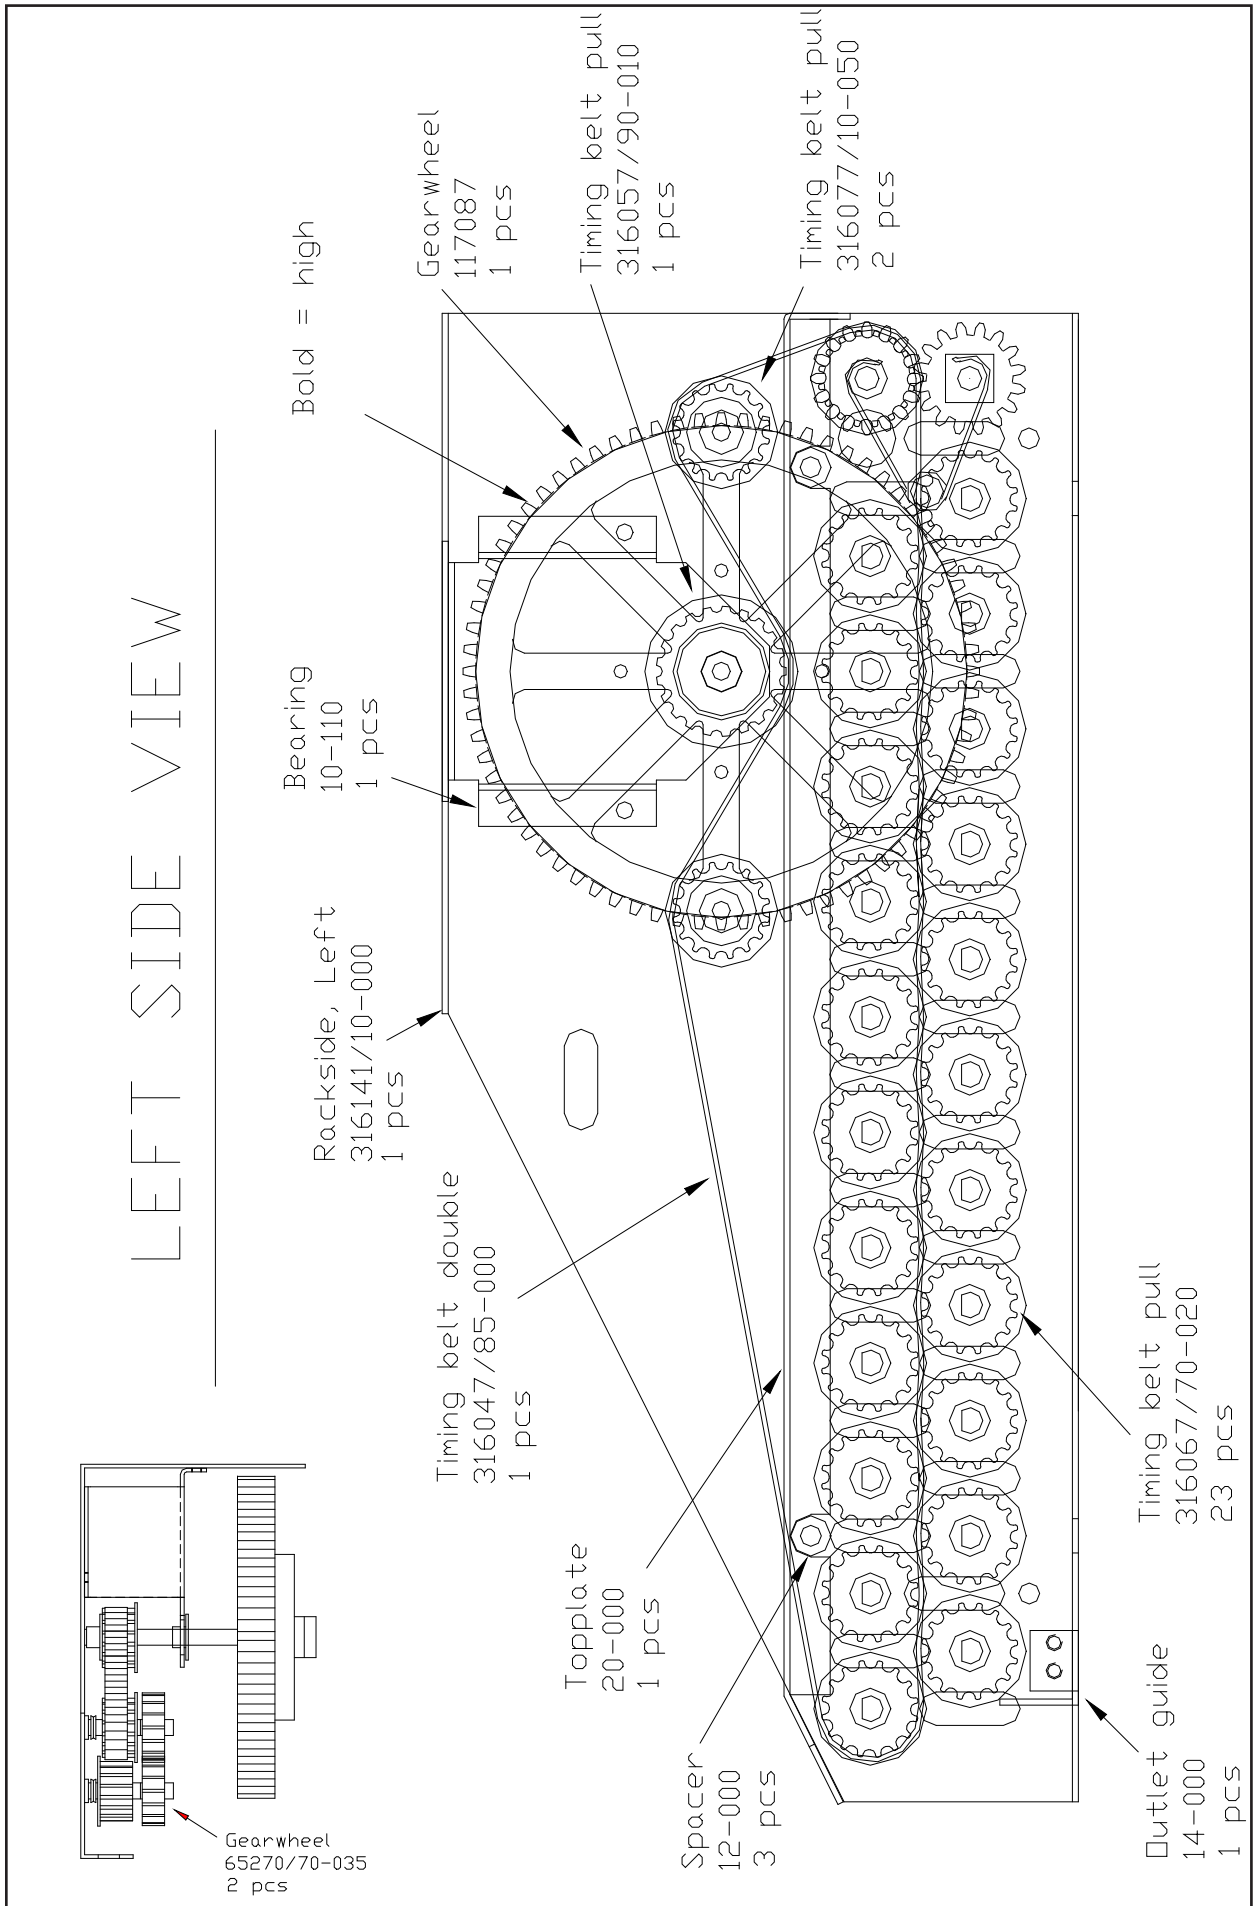 LEFT SIDE VIEW
Bold = high
Gearwheel
117087
1 pcs
Timing belt pull
316057/90-010
1 pcs
Timing belt pull
316077/10-050
2 pcs
Bearing
10-110
1 pcs
Rackside, Left
316141/10-000
1 pcs
Timing belt double
316047/85-000
1 pcs
Topplate
20-000
1 pcs
Spacer
12-000
3 pcs
Timing belt pull
316067/70-020
23 pcs
Outlet guide
14-000
1 pcs
Gearwheel
65270/70-035
2 pcs